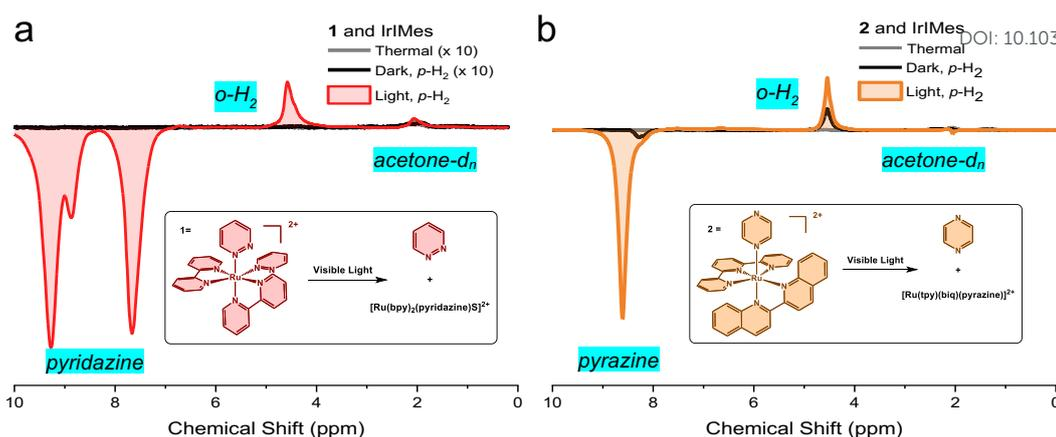 a
1 and IrIMes
Thermal (x 10)
Dark, p-H2 (x 10)
Light, p-H2
o-H2
acetone-dn
pyridazine
1=
2+
N
N
N
N
N
N
N
N
Ru
Visible Light
N
N
+
[Ru(bpy)2(pyridazine)S]2+
10
8
6
4
2
0
Chemical Shift (ppm)
b
2 and IrIMes
DOI: 10.103
Thermal
Dark, p-H2
Light, p-H2
o-H2
acetone-dn
pyrazine
2 =
2+
N
N
N
N
N
N
N
Ru
Visible Light
N
N
+
[Ru(tpy)(biq)(pyrazine)]2+
10
8
6
4
2
0
Chemical Shift (ppm)